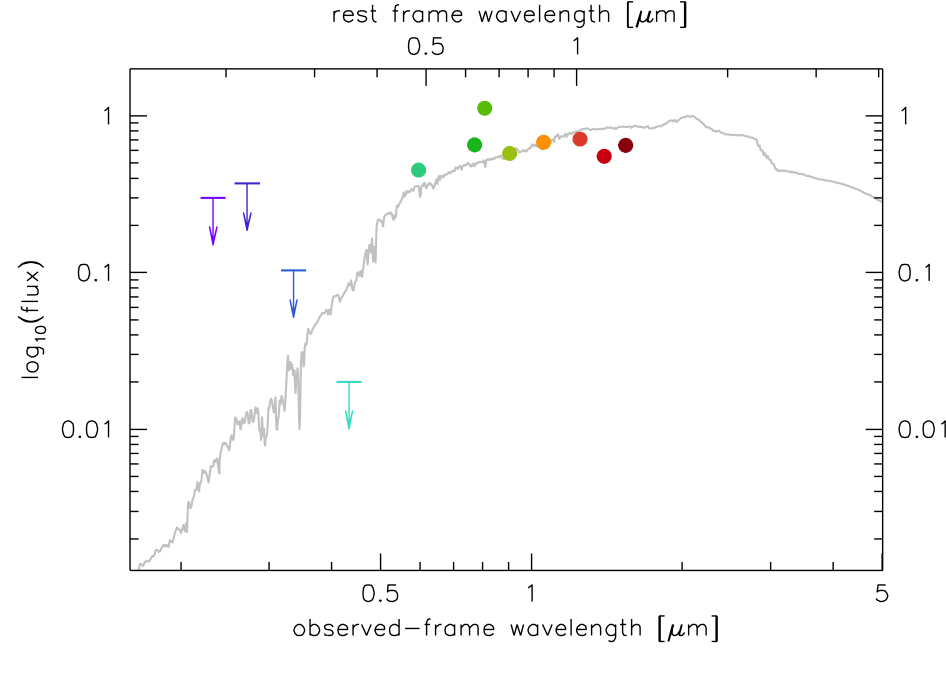 rest frame wavelength [μm]
0.5 1
1 1
0.1 0.1
0.01 0.01
log₁₀(flux)
0.5 1 5
observed-frame wavelength [μm]